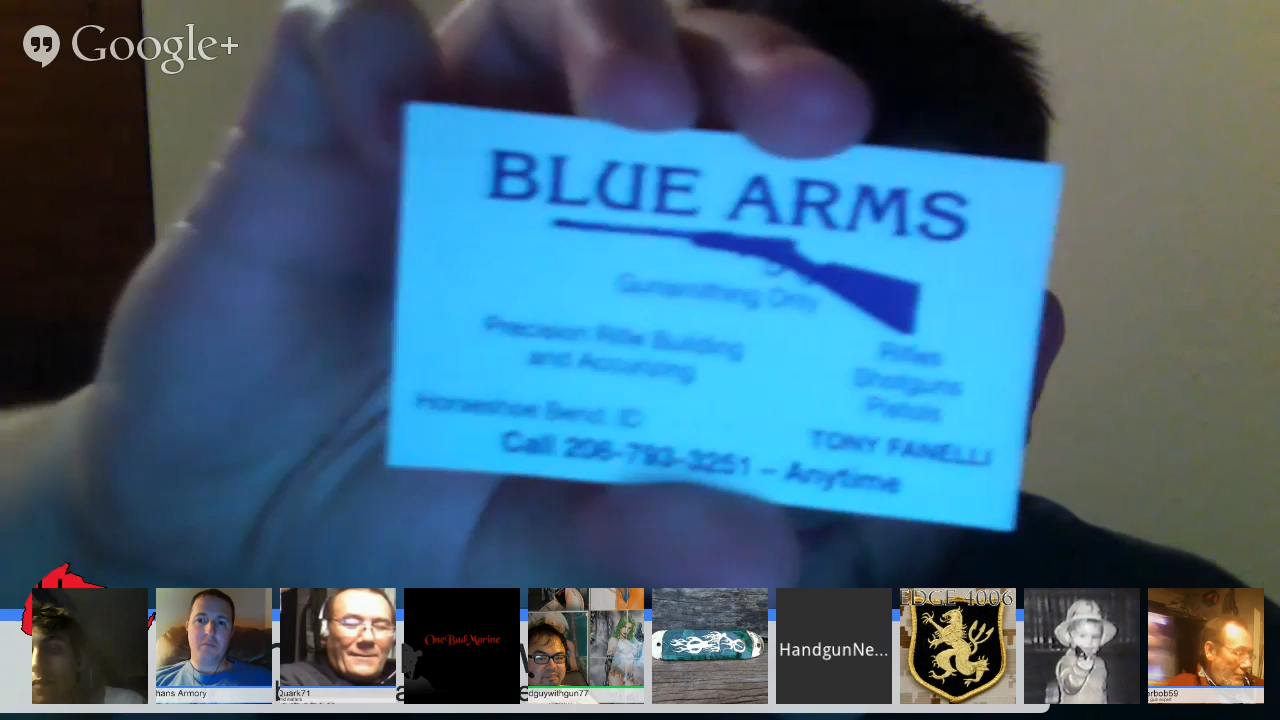 Google+
BLUE ARMS
Gunsmithing Only
Precision Rifle Building
and Accurizing
Rifles
Shotguns
Pistols
Horseshoe Bend, ID
TONY FANELLI
Call 206-793-3251 – Anytime
hans Armory
Quark71
One Bad Marine
dguywithgun77
HandgunNe...
EDGE 4006
erbob59